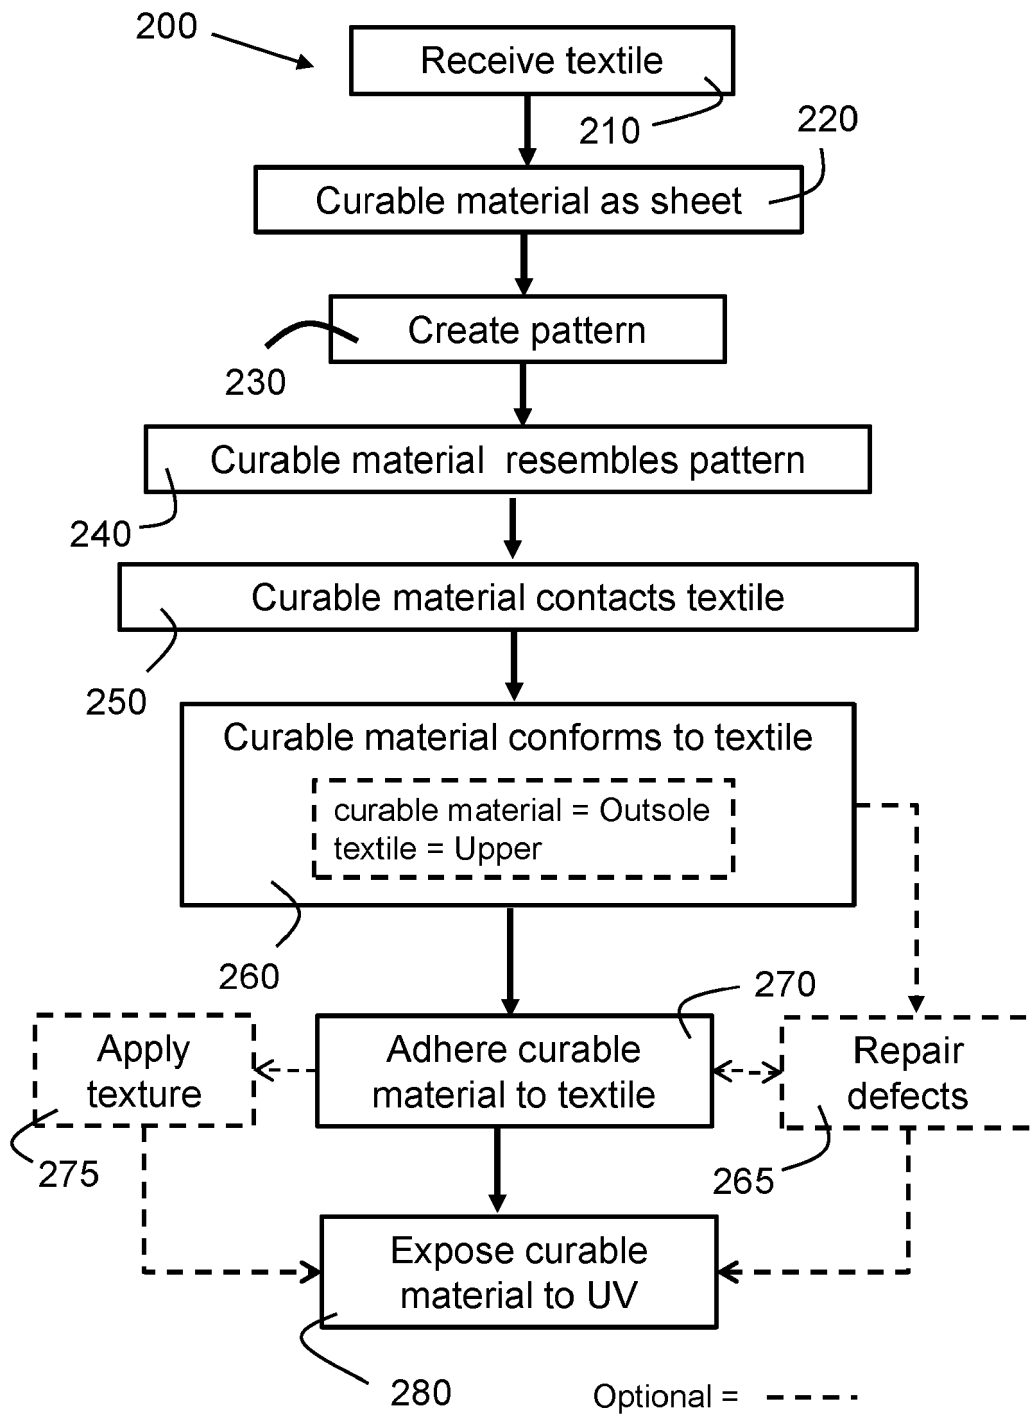 200
Receive textile
210
220
Curable material as sheet
Create pattern
230
Curable material resembles pattern
240
Curable material contacts textile
250
Curable material conforms to textile
curable material = Outsole
textile = Upper
260
270
Apply
texture
Adhere curable
material to textile
Repair
defects
275
265
Expose curable
material to UV
280
Optional =